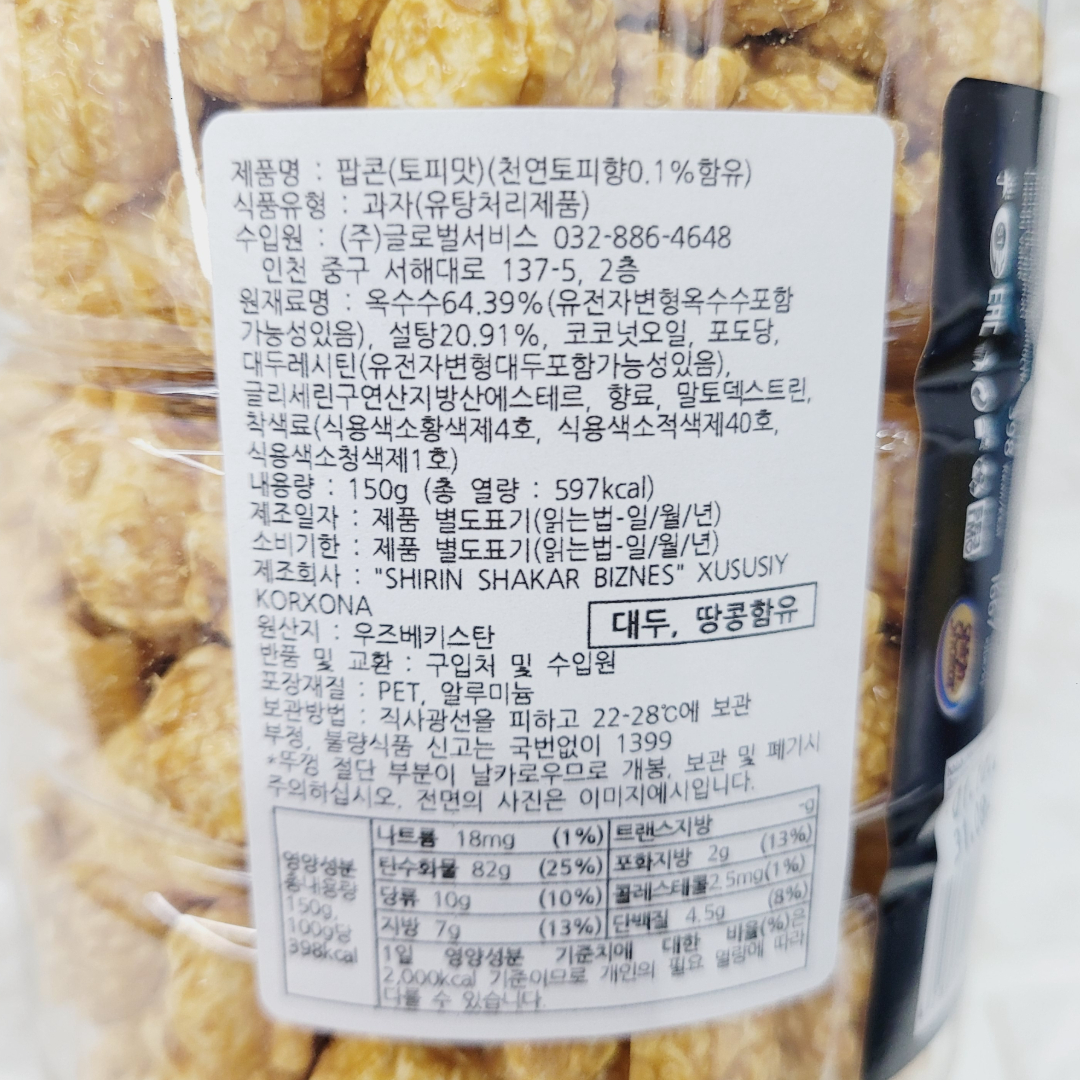 제품명 : 팝콘(토피맛)(천연토피향0.1%함유)
식품유형 : 과자(유탕처리제품)
수입원 : (주)글로벌서비스 032-886-4648
인천 중구 서해대로 137-5, 2층
원재료명 : 옥수수64.39%(유전자변형옥수수포함
가능성있음), 설탕20.91%, 코코넛오일, 포도당,
대두레시틴(유전자변형대두포함가능성있음),
글리세린구연산지방산에스테르, 향료, 말토덱스트린,
착색료(식용색소황색제4호, 식용색소적색제40호,
식용색소청색제1호)
내용량 : 150g (총 열량 : 597kcal)
제조일자 : 제품 별도표기(읽는법-일/월/년)
소비기한 : 제품 별도표기(읽는법-일/월/년)
제조회사 : "SHIRIN SHAKAR BIZNES" XUSUSIY
KORXONA
대두, 땅콩함유
원산지 : 우즈베키스탄
반품 및 교환 : 구입처 및 수입원
포장재질 : PET, 알루미늄
보관방법 : 직사광선을 피하고 22-28℃에 보관
부정, 불량식품 신고는 국번없이 1399
*뚜껑 절단 부분이 날카로우므로 개봉, 보관 및 폐기시
주의하십시오. 전면의 사진은 이미지예시입니다.
영양성분
총내용량
150g,
100g당
398kcal
나트륨 18mg (1%) 트랜스지방 -g
탄수화물 82g (25%) 포화지방 2g (13%)
당류 10g (10%) 콜레스테롤2.5mg(1%)
지방 7g (13%) 단백질 4.5g (8%)
1일 영양성분 기준치에 대한 비율(%)은
2,000kcal 기준이므로 개인의 필요 열량에 따라
다를 수 있습니다.
EAC